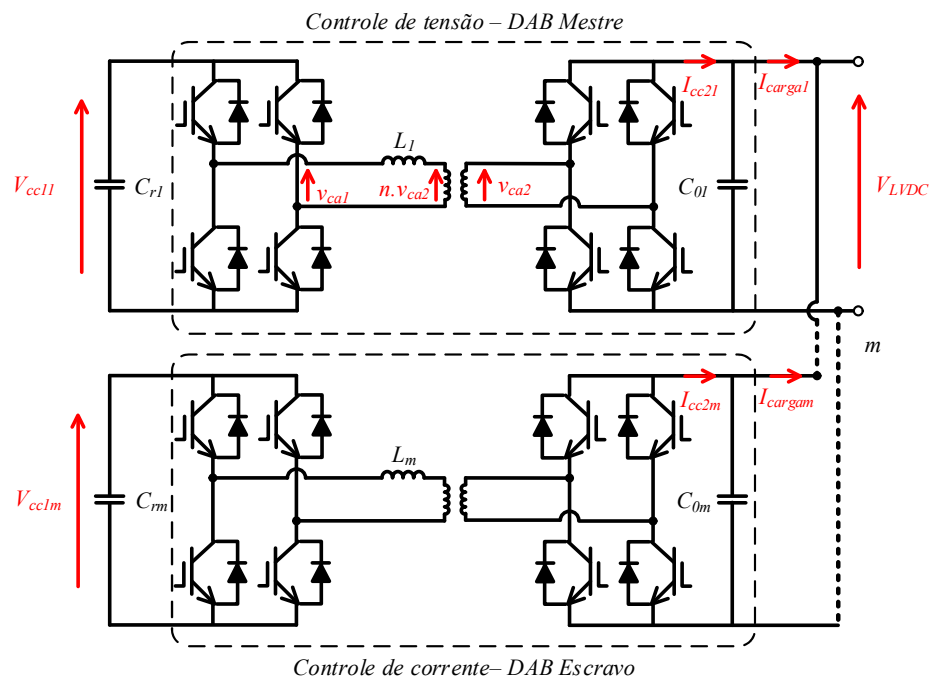 Controle de tensão – DAB Mestre
I_cc21
I_carga1
L_1
V_cc11
C_r1
v_ca1
n.v_ca2
v_ca2
C_01
V_LVDC
m
I_cc2m
I_cargam
L_m
V_cc1m
C_rm
C_0m
Controle de corrente– DAB Escravo